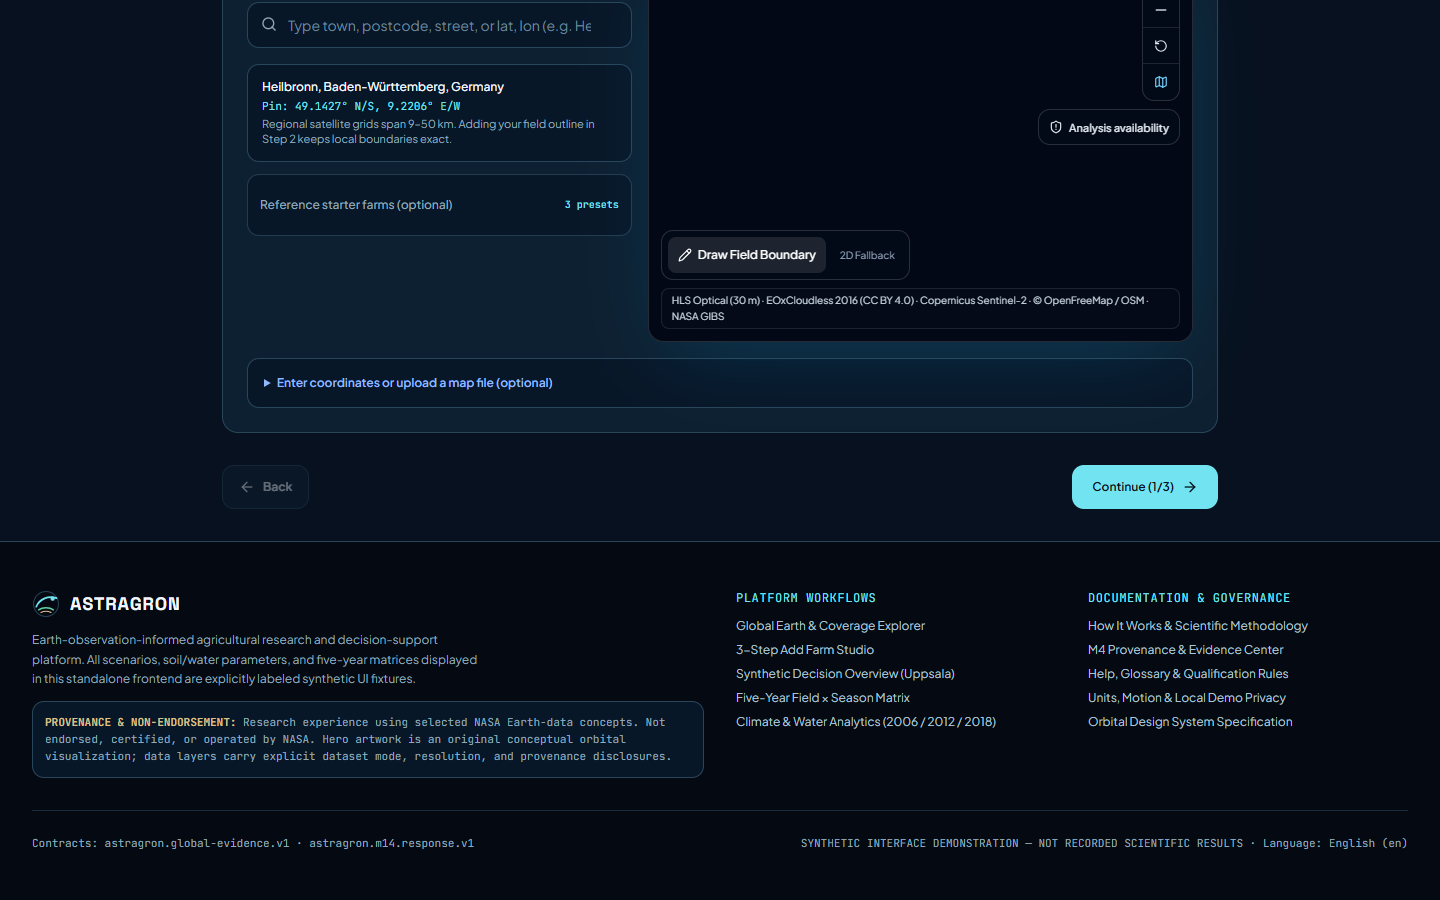 Type town, postcode, street, or lat, lon (e.g. He
Heilbronn, Baden-Württemberg, Germany
Pin: 49.1427° N/S, 9.2206° E/W
Regional satellite grids span 9–50 km. Adding your field outline in
Step 2 keeps local boundaries exact.
Reference starter farms (optional)
3 presets
Analysis availability
Draw Field Boundary
2D Fallback
HLS Optical (30 m) · EOxCloudless 2016 (CC BY 4.0) · Copernicus Sentinel-2 · © OpenFreeMap / OSM ·
NASA GIBS
Enter coordinates or upload a map file (optional)
Back
Continue (1/3)
ASTRAGRON
Earth-observation-informed agricultural research and decision-support
platform. All scenarios, soil/water parameters, and five-year matrices displayed
in this standalone frontend are explicitly labeled synthetic UI fixtures.
PROVENANCE & NON-ENDORSEMENT: Research experience using selected NASA Earth-data concepts. Not
endorsed, certified, or operated by NASA. Hero artwork is an original conceptual orbital
visualization; data layers carry explicit dataset mode, resolution, and provenance disclosures.
PLATFORM WORKFLOWS
Global Earth & Coverage Explorer
3-Step Add Farm Studio
Synthetic Decision Overview (Uppsala)
Five-Year Field × Season Matrix
Climate & Water Analytics (2006 / 2012 / 2018)
DOCUMENTATION & GOVERNANCE
How It Works & Scientific Methodology
M4 Provenance & Evidence Center
Help, Glossary & Qualification Rules
Units, Motion & Local Demo Privacy
Orbital Design System Specification
Contracts: astragron.global-evidence.v1 · astragron.m14.response.v1
SYNTHETIC INTERFACE DEMONSTRATION — NOT RECORDED SCIENTIFIC RESULTS · Language: English (en)